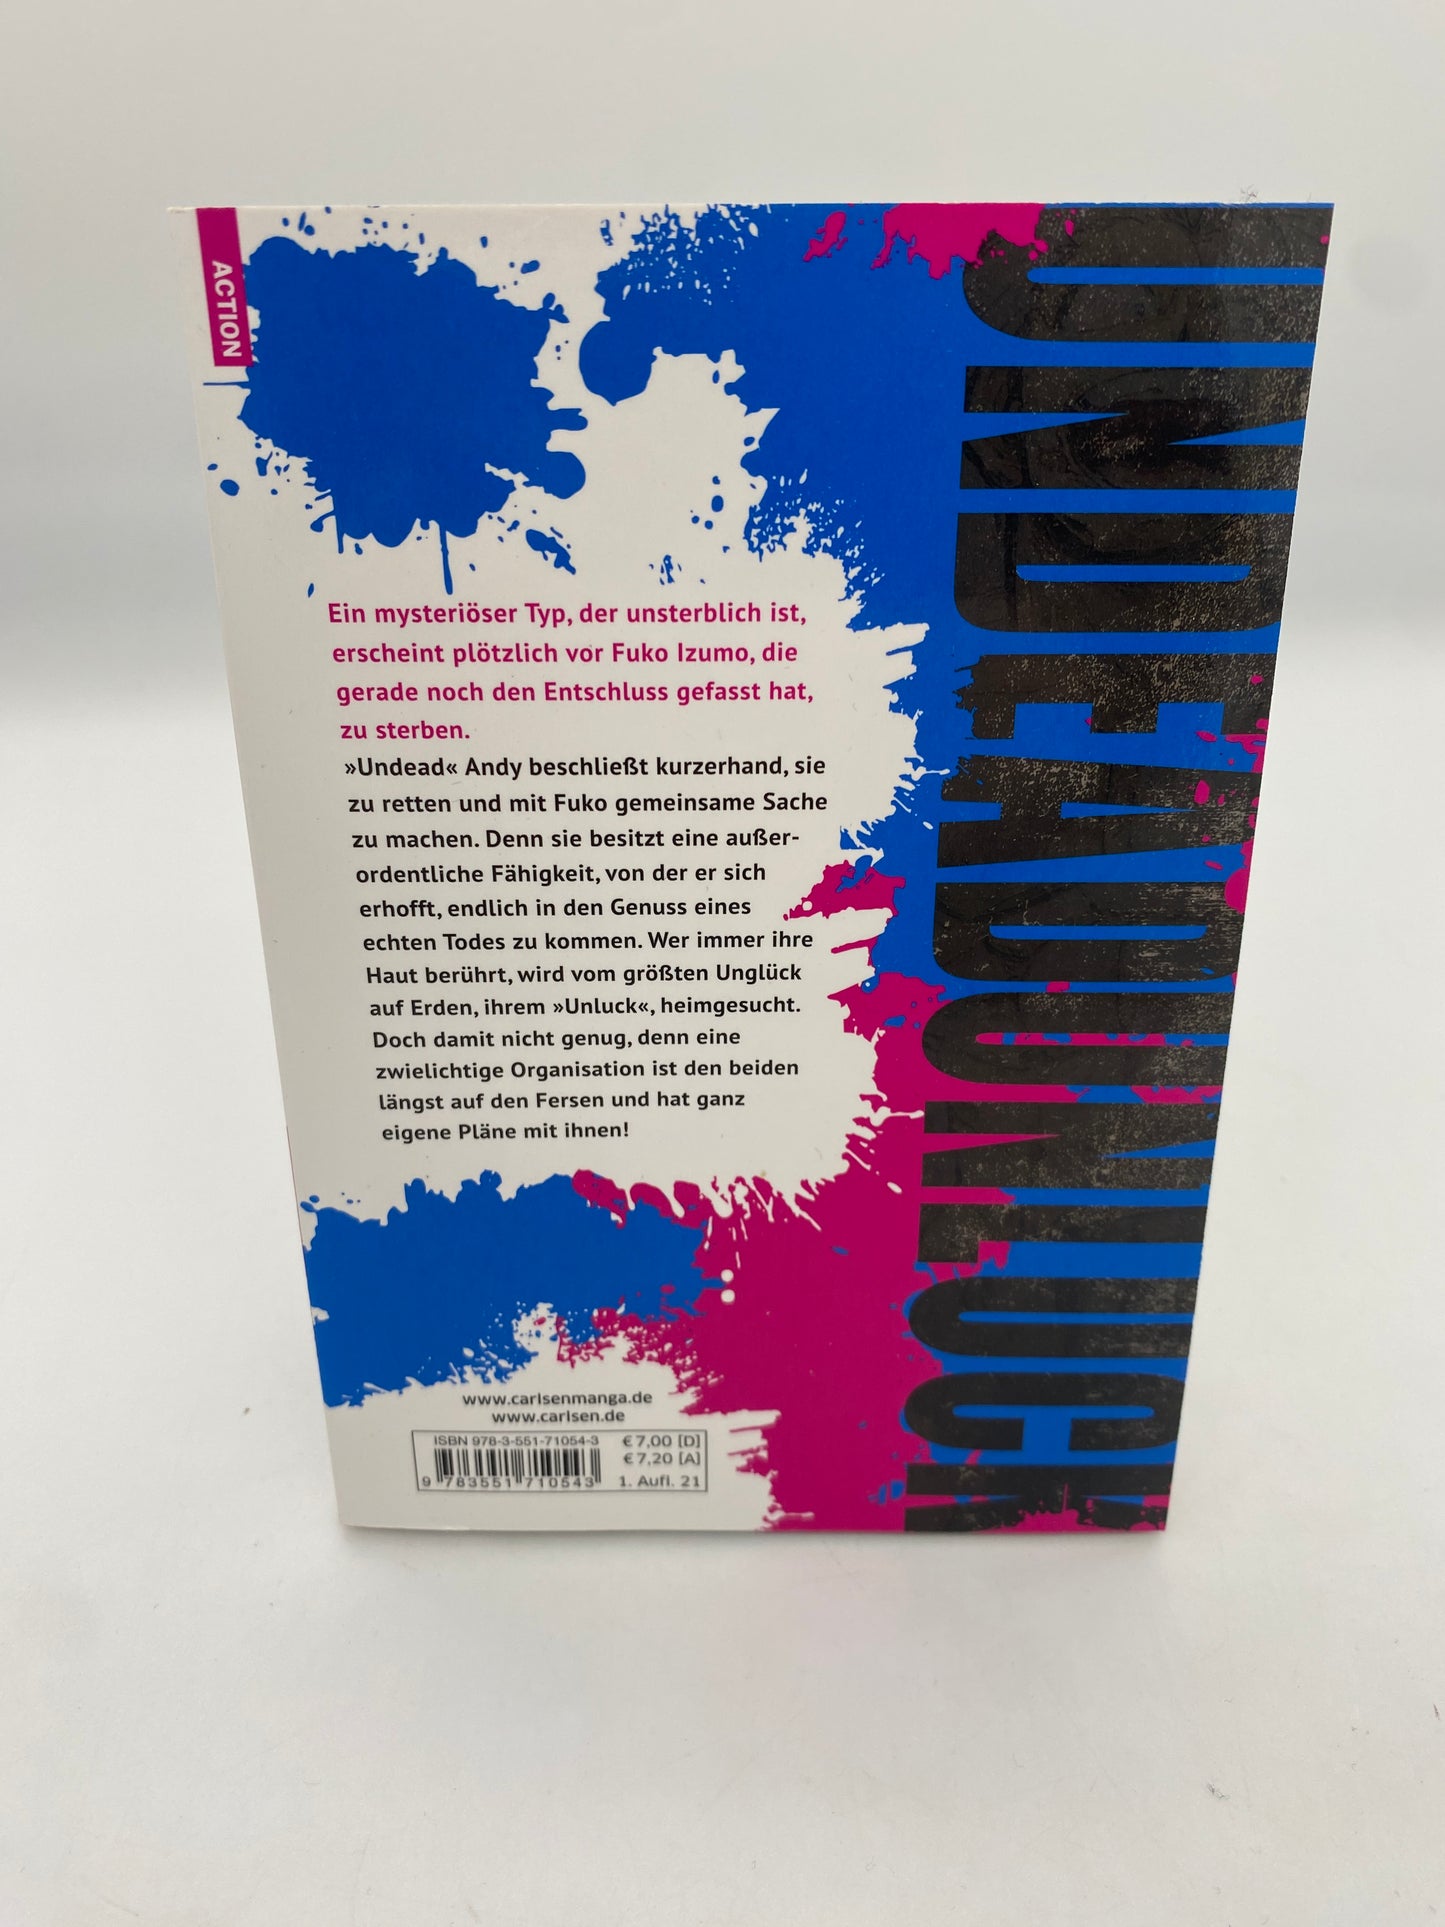 ACTION
UNDEADUNLUCK
Ein mysteriöser Typ, der unsterblich ist,
erscheint plötzlich vor Fuko Izumo, die
gerade noch den Entschluss gefasst hat,
zu sterben.
»Undead« Andy beschließt kurzerhand, sie
zu retten und mit Fuko gemeinsame Sache
zu machen. Denn sie besitzt eine außer-
ordentliche Fähigkeit, von der er sich
erhofft, endlich in den Genuss eines
echten Todes zu kommen. Wer immer ihre
Haut berührt, wird vom größten Unglück
auf Erden, ihrem »Unluck«, heimgesucht.
Doch damit nicht genug, denn eine
zwielichtige Organisation ist den beiden
längst auf den Fersen und hat ganz
eigene Pläne mit ihnen!
www.carlsenmanga.de
www.carlsen.de
ISBN 978-3-551-71054-3
€ 7,00 [D]
€ 7,20 [A]
9 783551 710543
1. Aufl. 21